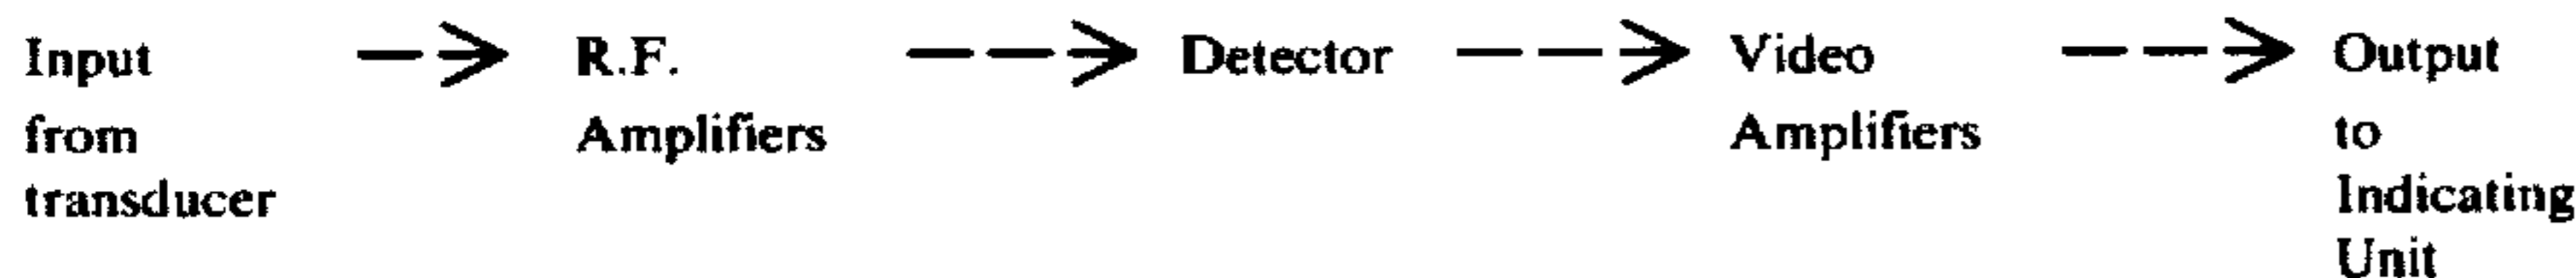 Input
from
transducer
R.F.
Amplifiers
Detector
Video
Amplifiers
Output
to
Indicating
Unit